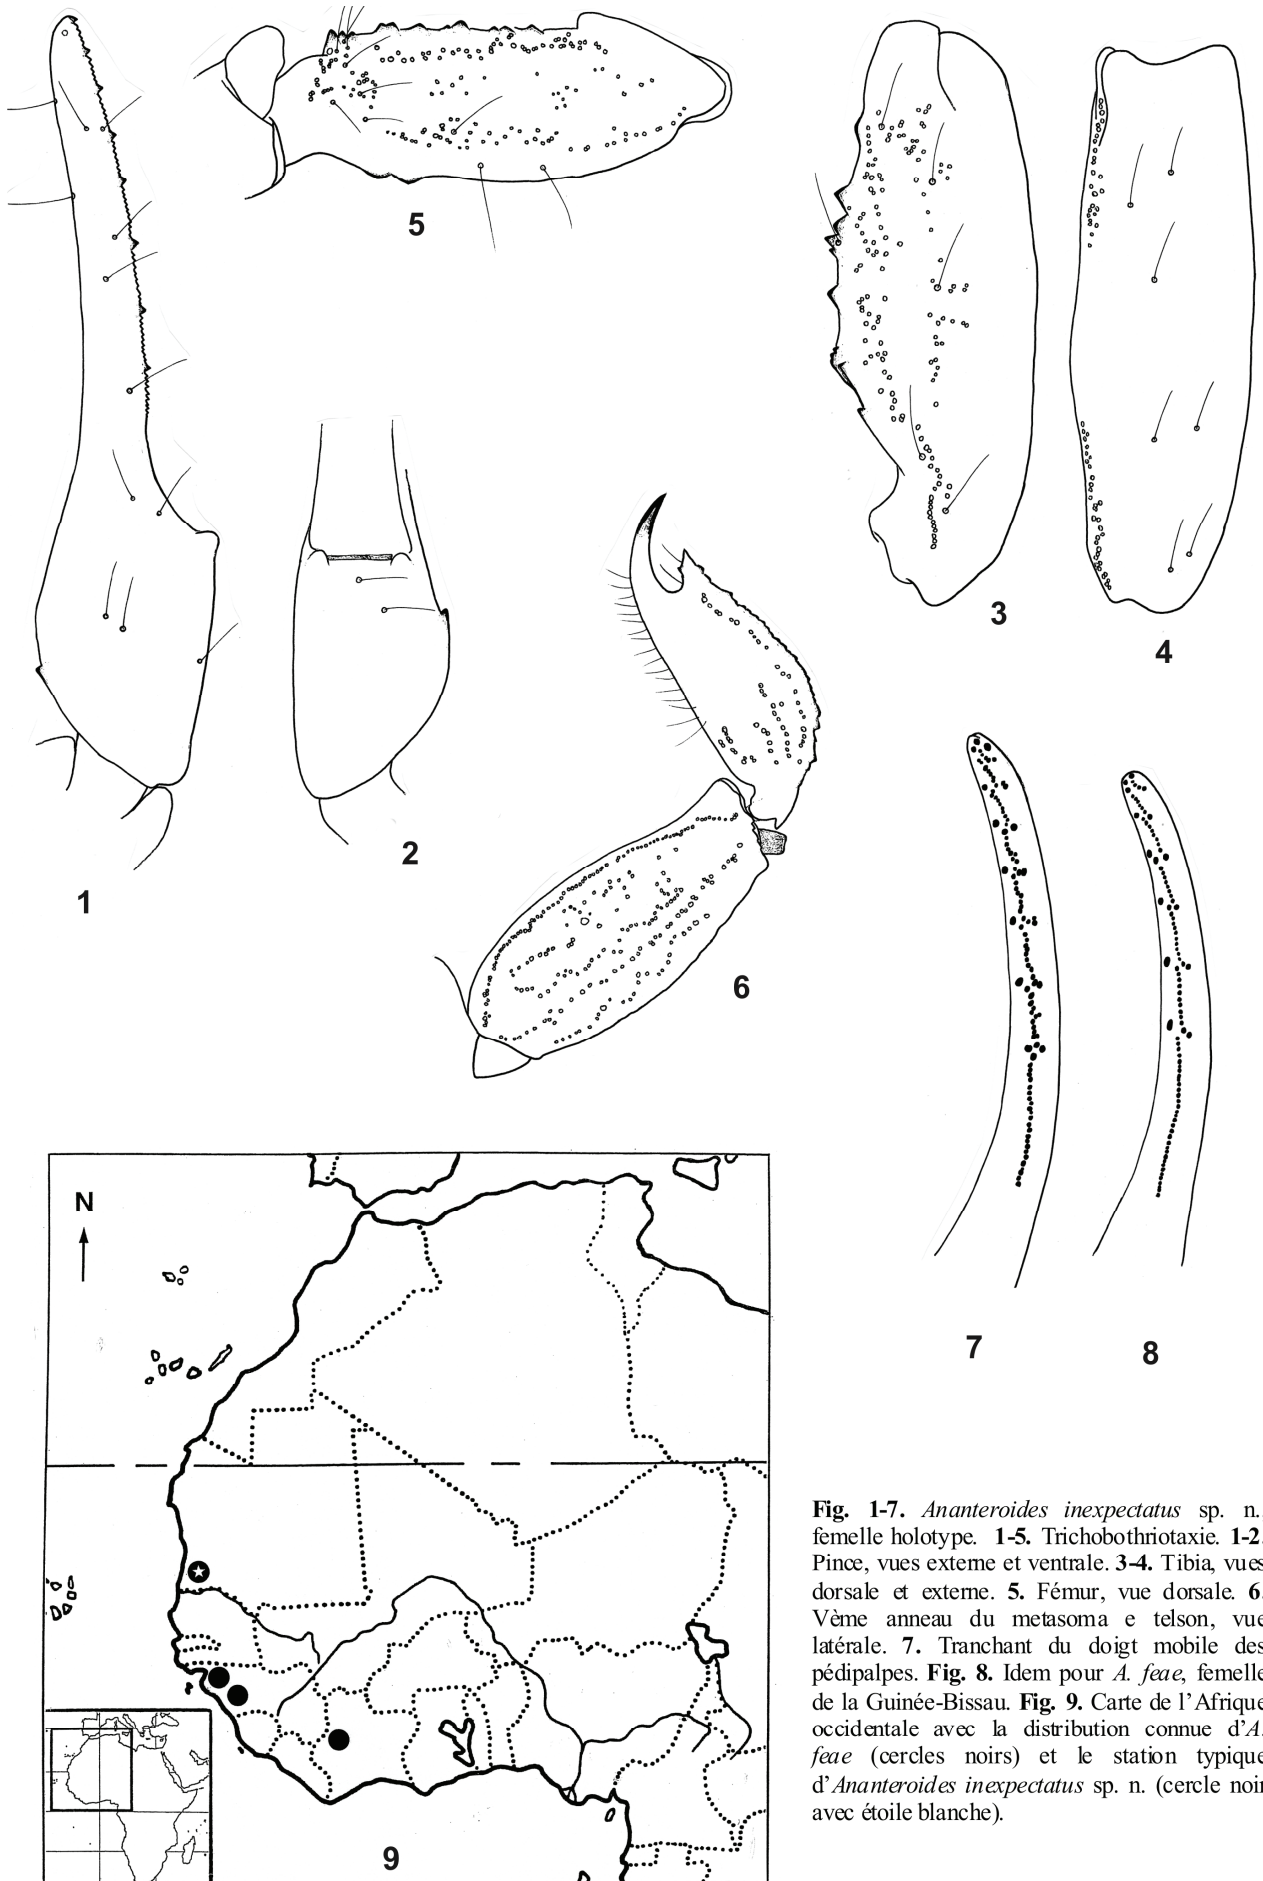 5
3
4
1
2
6
7
8
N
9
Fig. 1-7. Ananteroides inexpectatus sp. n.,
femelle holotype. 1-5. Trichobothriotaxie. 1-2.
Pince, vues externe et ventrale. 3-4. Tibia, vues
dorsale et externe. 5. Fémur, vue dorsale. 6.
Vème anneau du metasoma e telson, vue
latérale. 7. Tranchant du doigt mobile des
pédipalpes. Fig. 8. Idem pour A. feae, femelle
de la Guinée-Bissau. Fig. 9. Carte de l'Afrique
occidentale avec la distribution connue d'A.
feae (cercles noirs) et le station typique
d'Ananteroides inexpectatus sp. n. (cercle noir
avec étoile blanche).